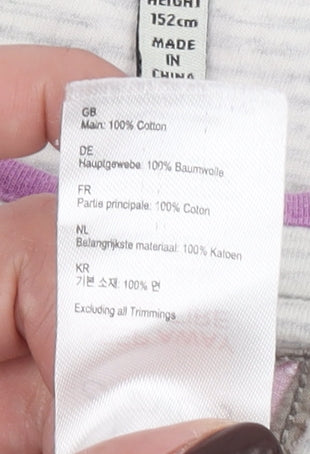 HEIGHT
152cm
MADE
IN
CHINA
GB
Main: 100% Cotton
DE
Hauptgewebe: 100% Baumwolle
FR
Partie principale: 100% Coton
NL
Belangrijkste materiaal: 100% Katoen
KR
기본 소재: 100% 면
Excluding all Trimmings